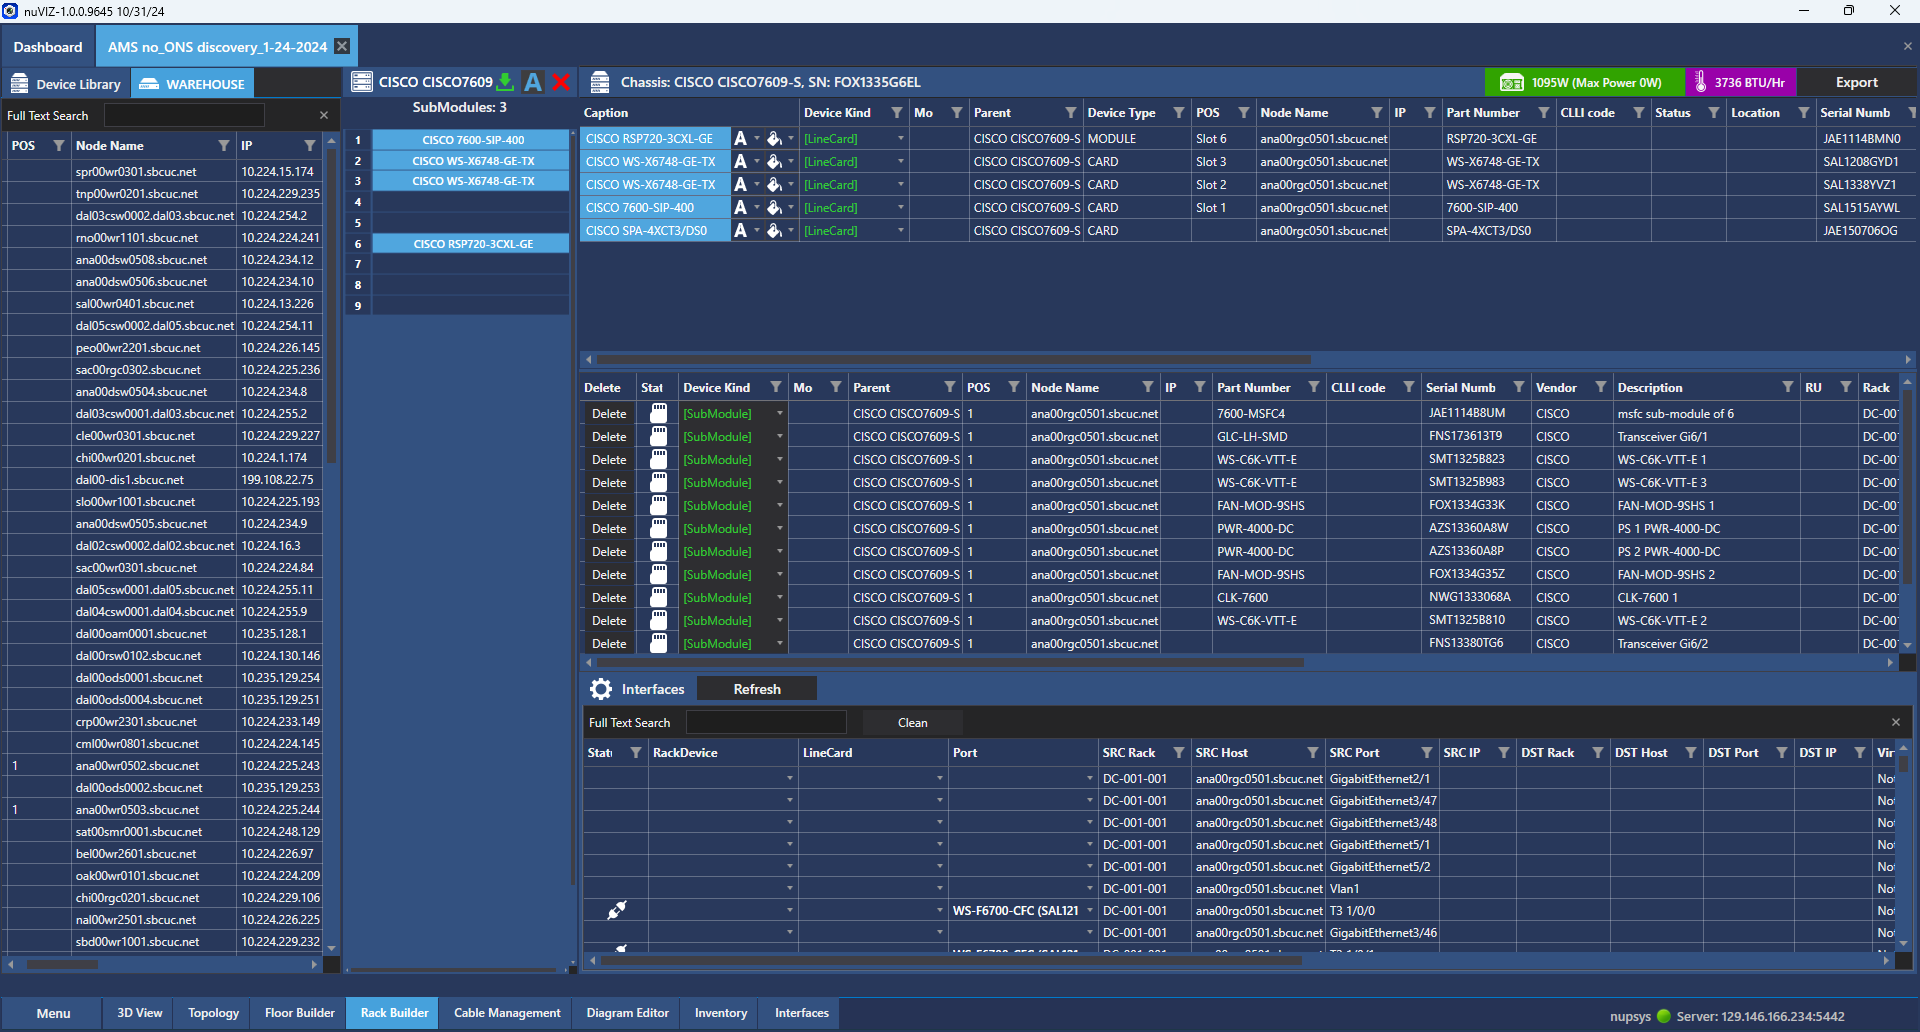 nuVIZ-1.0.0.9645 10/31/24
Dashboard AMS no_ONS discovery_1-24-2024
Device Library WAREHOUSE
Full Text Search
POS Node Name IP
spr00wr0301.sbcuc.net 10.224.15.174
tnp00wr0201.sbcuc.net 10.224.229.235
dal03csw0002.dal03.sbcuc.net 10.224.254.2
rno00wr1101.sbcuc.net 10.224.224.241
ana00dsw0508.sbcuc.net 10.224.234.12
ana00dsw0506.sbcuc.net 10.224.234.10
sal00wr0401.sbcuc.net 10.224.13.226
dal05csw0002.dal05.sbcuc.net 10.224.254.11
peo00wr2201.sbcuc.net 10.224.226.145
sac00rgc0302.sbcuc.net 10.224.225.236
ana00dsw0504.sbcuc.net 10.224.234.8
dal03csw0001.dal03.sbcuc.net 10.224.255.2
cle00wr0301.sbcuc.net 10.224.229.227
chi00wr0201.sbcuc.net 10.224.1.174
dal00-dis1.sbcuc.net 199.108.22.75
slo00wr1001.sbcuc.net 10.224.225.193
ana00dsw0505.sbcuc.net 10.224.234.9
dal02csw0002.dal02.sbcuc.net 10.224.16.3
sac00wr0301.sbcuc.net 10.224.224.84
dal05csw0001.dal05.sbcuc.net 10.224.255.11
dal04csw0001.dal04.sbcuc.net 10.224.255.9
dal00oam0001.sbcuc.net 10.235.128.1
dal00rsw0102.sbcuc.net 10.224.130.146
dal00ods0001.sbcuc.net 10.235.129.254
dal00ods0004.sbcuc.net 10.235.129.251
crp00wr2301.sbcuc.net 10.224.233.149
cml00wr0801.sbcuc.net 10.224.224.145
1 ana00wr0502.sbcuc.net 10.224.225.243
dal00ods0002.sbcuc.net 10.235.129.253
1 ana00wr0503.sbcuc.net 10.224.225.244
sat00smr0001.sbcuc.net 10.224.248.129
bel00wr2601.sbcuc.net 10.224.226.97
oak00wr0101.sbcuc.net 10.224.224.209
chi00rgc0201.sbcuc.net 10.224.229.106
nal00wr2501.sbcuc.net 10.224.226.225
sbd00wr1001.sbcuc.net 10.224.229.232
CISCO CISCO7609 A
SubModules: 3
1 CISCO 7600-SIP-400
2 CISCO WS-X6748-GE-TX
3 CISCO WS-X6748-GE-TX
4
5
6 CISCO RSP720-3CXL-GE
7
8
9
Chassis: CISCO CISCO7609-S, SN: FOX1335G6EL 1095W (Max Power 0W) 3736 BTU/Hr Export
Caption Device Kind Mo Parent Device Type POS Node Name IP Part Number CLLI code Status Location Serial Numb
CISCO RSP720-3CXL-GE A [LineCard] CISCO CISCO7609-S MODULE Slot 6 ana00rgc0501.sbcuc.net RSP720-3CXL-GE JAE1114BMN0
CISCO WS-X6748-GE-TX A [LineCard] CISCO CISCO7609-S CARD Slot 3 ana00rgc0501.sbcuc.net WS-X6748-GE-TX SAL1208GYD1
CISCO WS-X6748-GE-TX A [LineCard] CISCO CISCO7609-S CARD Slot 2 ana00rgc0501.sbcuc.net WS-X6748-GE-TX SAL1338YVZ1
CISCO 7600-SIP-400 A [LineCard] CISCO CISCO7609-S CARD Slot 1 ana00rgc0501.sbcuc.net 7600-SIP-400 SAL1515AYWL
CISCO SPA-4XCT3/DS0 A [LineCard] CISCO CISCO7609-S CARD ana00rgc0501.sbcuc.net SPA-4XCT3/DS0 JAE150706OG
Delete Stat Device Kind Mo Parent POS Node Name IP Part Number CLLI code Serial Numb Vendor Description RU Rack
Delete [SubModule] CISCO CISCO7609-S 1 ana00rgc0501.sbcuc.net 7600-MSFC4 JAE1114B8UM CISCO msfc sub-module of 6 DC-00
Delete [SubModule] CISCO CISCO7609-S 1 ana00rgc0501.sbcuc.net GLC-LH-SMD FNS173613T9 CISCO Transceiver Gi6/1 DC-00
Delete [SubModule] CISCO CISCO7609-S 1 ana00rgc0501.sbcuc.net WS-C6K-VTT-E SMT1325B823 CISCO WS-C6K-VTT-E 1 DC-00
Delete [SubModule] CISCO CISCO7609-S 1 ana00rgc0501.sbcuc.net WS-C6K-VTT-E SMT1325B983 CISCO WS-C6K-VTT-E 3 DC-00
Delete [SubModule] CISCO CISCO7609-S 1 ana00rgc0501.sbcuc.net FAN-MOD-9SHS FOX1334G33K CISCO FAN-MOD-9SHS 1 DC-00
Delete [SubModule] CISCO CISCO7609-S 1 ana00rgc0501.sbcuc.net PWR-4000-DC AZS13360A8W CISCO PS 1 PWR-4000-DC DC-00
Delete [SubModule] CISCO CISCO7609-S 1 ana00rgc0501.sbcuc.net PWR-4000-DC AZS13360A8P CISCO PS 2 PWR-4000-DC DC-00
Delete [SubModule] CISCO CISCO7609-S 1 ana00rgc0501.sbcuc.net FAN-MOD-9SHS FOX1334G35Z CISCO FAN-MOD-9SHS 2 DC-00
Delete [SubModule] CISCO CISCO7609-S 1 ana00rgc0501.sbcuc.net CLK-7600 NWG1333068A CISCO CLK-7600 1 DC-00
Delete [SubModule] CISCO CISCO7609-S 1 ana00rgc0501.sbcuc.net WS-C6K-VTT-E SMT1325B810 CISCO WS-C6K-VTT-E 2 DC-00
Delete [SubModule] CISCO CISCO7609-S 1 ana00rgc0501.sbcuc.net FNS13380TG6 CISCO Transceiver Gi6/2 DC-00
Interfaces Refresh
Full Text Search Clean
Stat RackDevice LineCard Port SRC Rack SRC Host SRC Port SRC IP DST Rack DST Host DST Port DST IP Vir
DC-001-001 ana00rgc0501.sbcuc.net GigabitEthernet2/1 No
DC-001-001 ana00rgc0501.sbcuc.net GigabitEthernet3/47 No
DC-001-001 ana00rgc0501.sbcuc.net GigabitEthernet3/48 No
DC-001-001 ana00rgc0501.sbcuc.net GigabitEthernet5/1 No
DC-001-001 ana00rgc0501.sbcuc.net GigabitEthernet5/2 No
DC-001-001 ana00rgc0501.sbcuc.net Vlan1 No
WS-F6700-CFC (SAL121 DC-001-001 ana00rgc0501.sbcuc.net T3 1/0/0 No
DC-001-001 ana00rgc0501.sbcuc.net GigabitEthernet3/46 No
Menu 3D View Topology Floor Builder Rack Builder Cable Management Diagram Editor Inventory Interfaces
nupsys Server: 129.146.166.234:5442